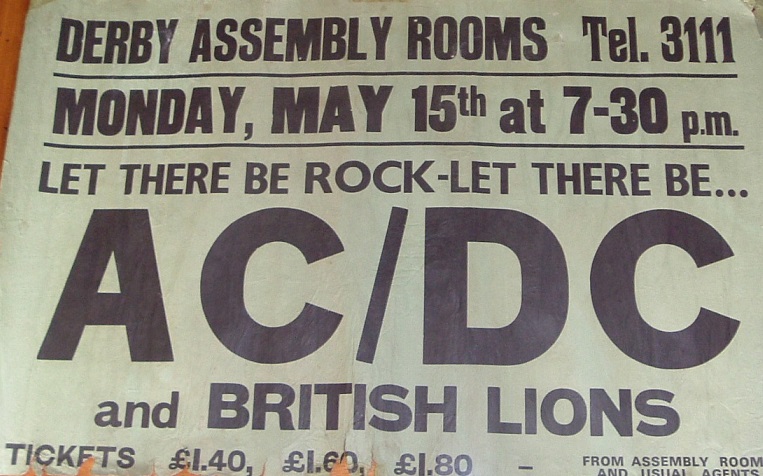 DERBY ASSEMBLY ROOMS Tel. 3111
MONDAY, MAY 15th at 7-30 p.m.
LET THERE BE ROCK-LET THERE BE...
AC/DC
and BRITISH LIONS
TICKETS £1.40, £1.60, £1.80 – FROM ASSEMBLY ROOM
AND USUAL AGENTS